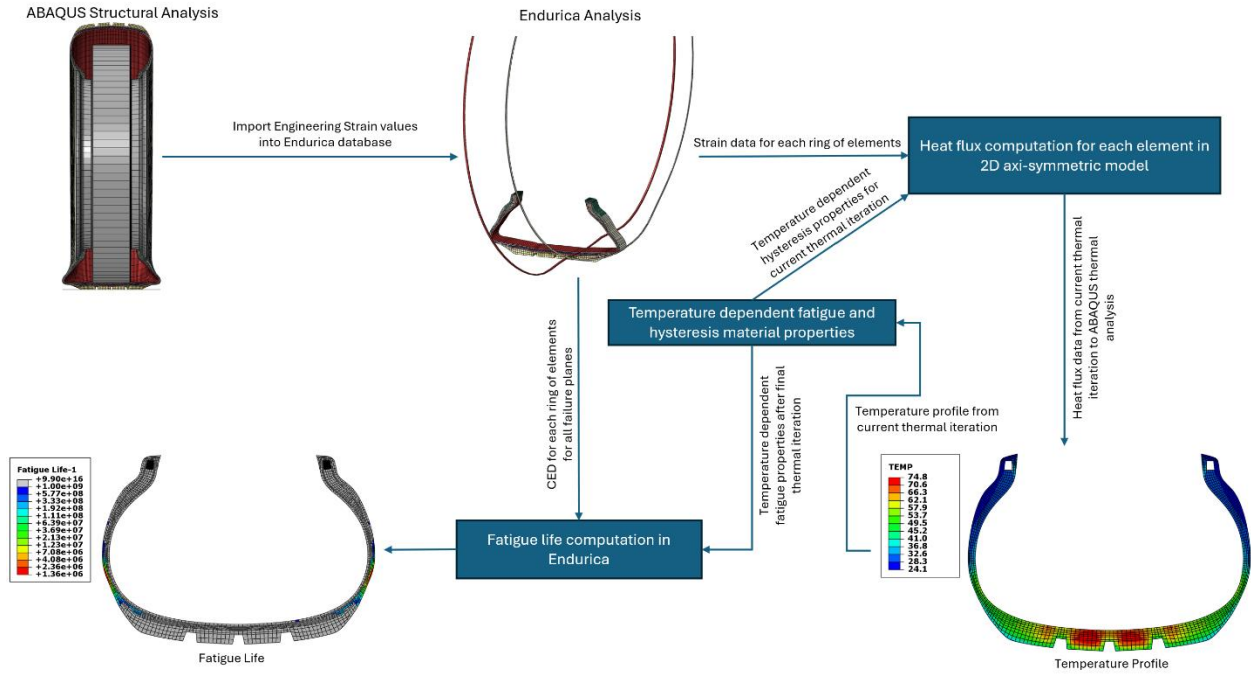 ABAQUS Structural Analysis
Endurica Analysis
Import Engineering Strain values
into Endurica database
Strain data for each ring of elements
Heat flux computation for each element in
2D axi-symmetric model
Temperature dependent
hysteresis properties for
current thermal iteration
Temperature dependent fatigue and
hysteresis material properties
Heat flux data from current thermal
iteration to ABAQUS thermal
analysis
CED for each ring of elements
for all failure planes
Temperature dependent
fatigue properties after final
thermal iteration
Temperature profile from
current thermal iteration
Fatigue Life-1
+9.90e+16
+1.00e+09
+5.77e+08
+3.33e+08
+1.92e+08
+1.11e+08
+6.39e+07
+3.69e+07
+2.13e+07
+1.23e+07
+7.08e+06
+4.08e+06
+2.36e+06
+1.36e+06
Fatigue life computation in
Endurica
TEMP
74.8
70.6
66.3
62.1
57.9
53.7
49.5
45.2
41.0
36.8
32.6
28.3
24.1
Fatigue Life
Temperature Profile